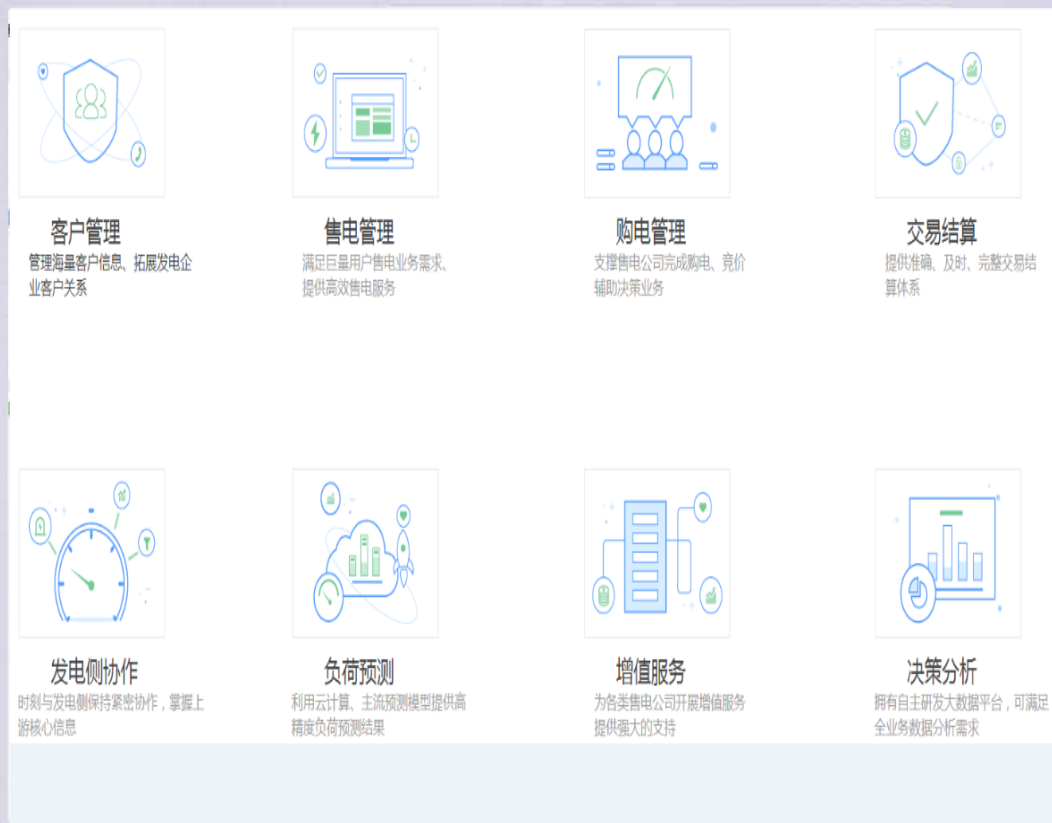 客户管理
管理海量客户信息、拓展发电企
业客户关系
售电管理
满足巨量用户售电业务需求、
提供高效售电服务
购电管理
支撑售电公司完成购电、竞价
辅助决策业务
交易结算
提供准确、及时、完整交易结
算体系
发电侧协作
时刻与发电侧保持紧密协作，掌握上
游核心信息
负荷预测
利用云计算、主流预测模型提供高
精度负荷预测结果
增值服务
为各类售电公司开展增值服务
提供强大的支持
决策分析
拥有自主研发大数据平台，可满足
全业务数据分析需求